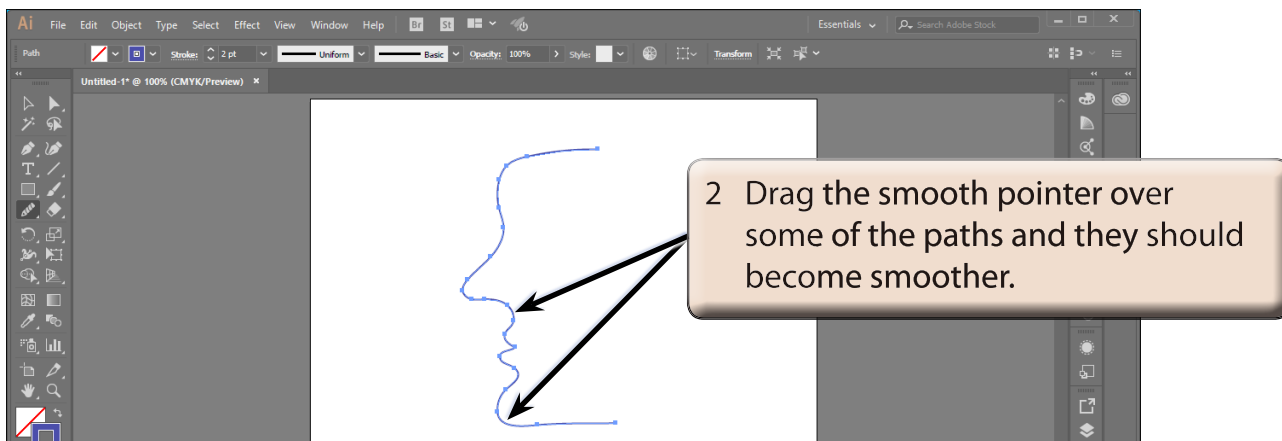 Ai File Edit Object Type Select Effect View Window Help Br St Essentials Search Adobe Stock
Path Stroke: 2 pt Uniform Basic Opacity: 100% Style: Transform
Untitled-1* @ 100% (CMYK/Preview) ×
2 Drag the smooth pointer over
some of the paths and they should
become smoother.